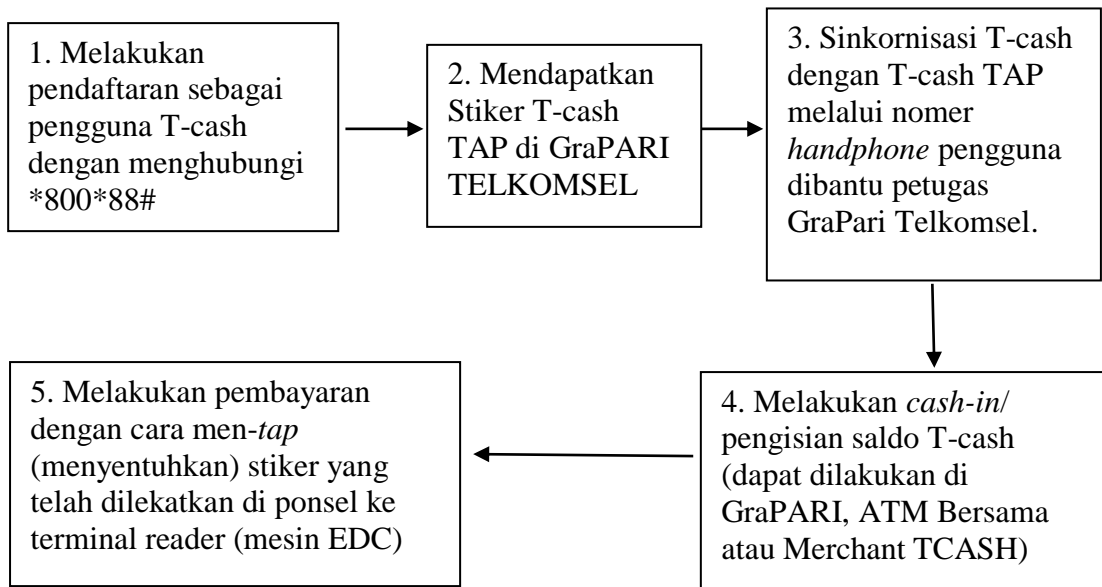 1. Melakukan
pendaftaran sebagai
pengguna T-cash
dengan menghubungi
*800*88#
2. Mendapatkan
Stiker T-cash
TAP di GraPARI
TELKOMSEL
3. Sinkornisasi T-cash
dengan T-cash TAP
melalui nomer
handphone pengguna
dibantu petugas
GraPari Telkomsel.
4. Melakukan cash-in/
pengisian saldo T-cash
(dapat dilakukan di
GraPARI, ATM Bersama
atau Merchant TCASH)
5. Melakukan pembayaran
dengan cara men-tap
(menyentuhkan) stiker yang
telah dilekatkan di ponsel ke
terminal reader (mesin EDC)